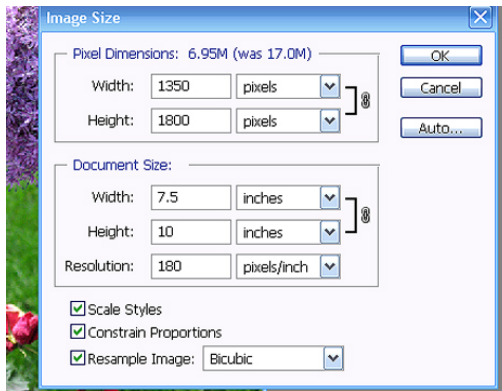 Image Size
Pixel Dimensions: 6.95M (was 17.0M)
OK
Width: 1350 pixels
Cancel
Height: 1800 pixels
Auto...
Document Size:
Width: 7.5 inches
Height: 10 inches
Resolution: 180 pixels/inch
Scale Styles
Constrain Proportions
Resample Image: Bicubic